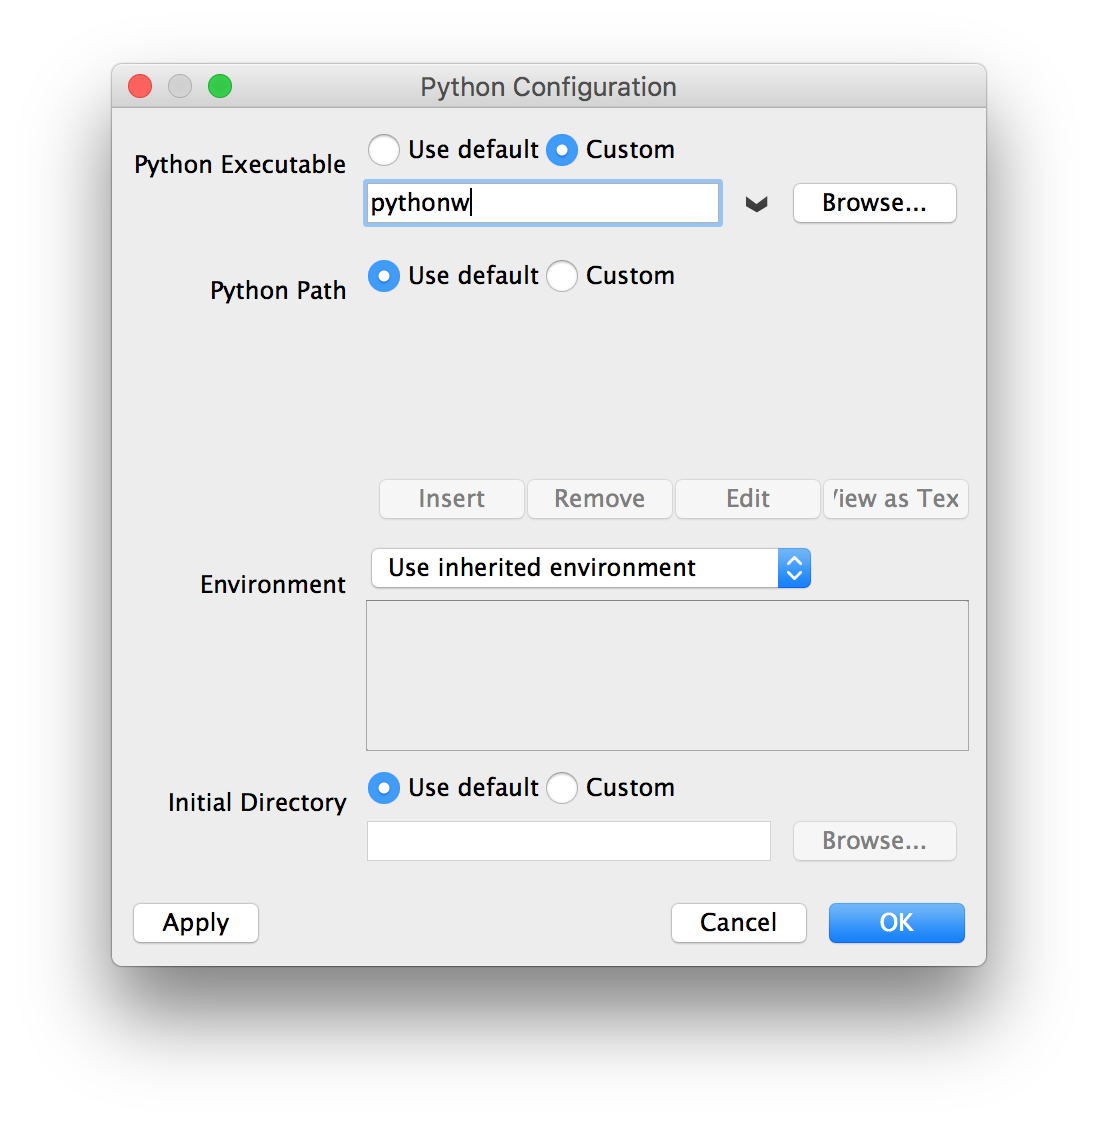 Python Configuration
Python Executable
Use default Custom
pythonw
Browse...
Python Path
Use default Custom
Insert Remove Edit View as Tex
Environment
Use inherited environment
Initial Directory
Use default Custom
Browse...
Apply Cancel OK